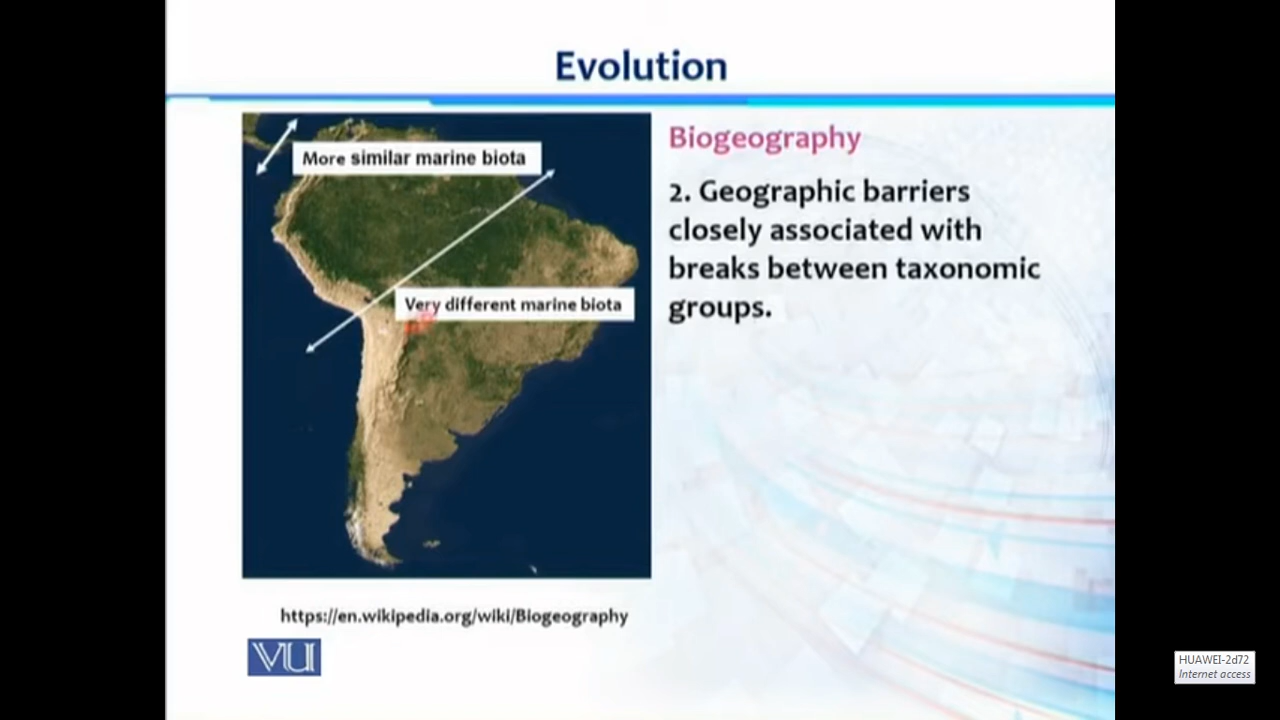 Evolution
More similar marine biota
Very different marine biota
Biogeography
2. Geographic barriers
closely associated with
breaks between taxonomic
groups.
https://en.wikipedia.org/wiki/Biogeography
VU
HUAWEI-2d72
Internet access